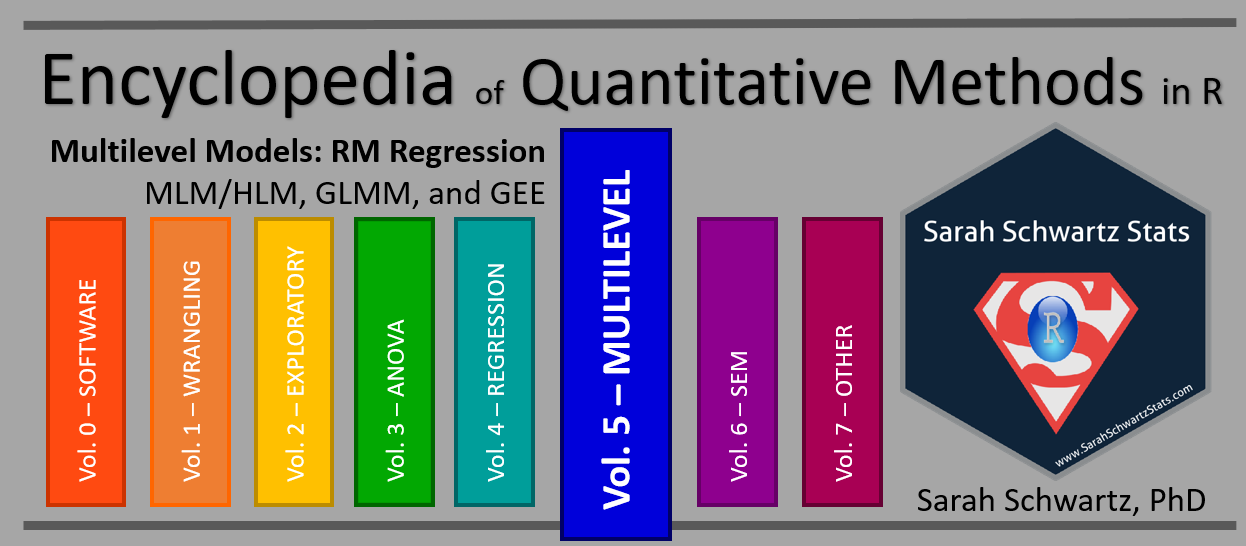 Encyclopedia of Quantitative Methods in R
Multilevel Models: RM Regression
MLM/HLM, GLMM, and GEE
Vol. 0 – SOFTWARE
Vol. 1 – WRANGLING
Vol. 2 – EXPLORATORY
Vol. 3 – ANOVA
Vol. 4 – REGRESSION
Vol. 5 – MULTILEVEL
Vol. 6 – SEM
Vol. 7 – OTHER
Sarah Schwartz Stats
R
www.SarahSchwartzStats.com
Sarah Schwartz, PhD